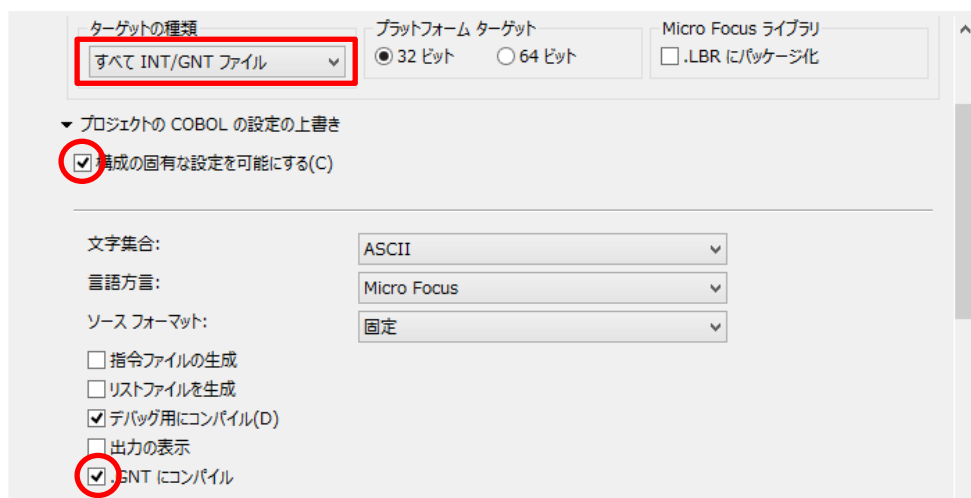 ターゲットの種類
プラットフォーム ターゲット
Micro Focus ライブラリ
すべて INT/GNT ファイル
32 ビット
64 ビット
.LBR にパッケージ化
プロジェクトの COBOL の設定の上書き
構成の固有な設定を可能にする(C)
文字集合:
ASCII
言語方言:
Micro Focus
ソース フォーマット:
固定
指令ファイルの生成
リストファイルを生成
デバッグ用にコンパイル(D)
出力の表示
.GNT にコンパイル